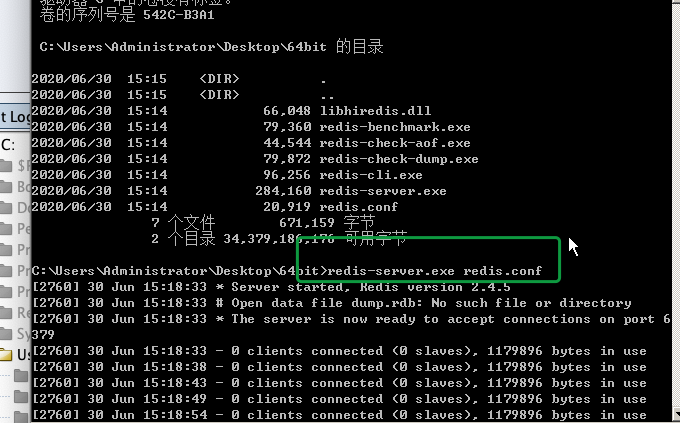 卷的序列号是 542C-B3A1
C:\Users\Administrator\Desktop\64bit 的目录
2020/06/30 15:15 <DIR> .
2020/06/30 15:15 <DIR> ..
2020/06/30 15:14 66,048 libhiredis.dll
2020/06/30 15:14 79,360 redis-benchmark.exe
2020/06/30 15:14 44,544 redis-check-aof.exe
2020/06/30 15:14 79,872 redis-check-dump.exe
2020/06/30 15:14 96,256 redis-cli.exe
2020/06/30 15:14 284,160 redis-server.exe
2020/06/30 15:14 20,919 redis.conf
7 个文件 671,159 字节
2 个目录 34,379,186,176 可用字节
C:\Users\Administrator\Desktop\64bit>redis-server.exe redis.conf
[2760] 30 Jun 15:18:33 * Server started, Redis version 2.4.5
[2760] 30 Jun 15:18:33 # Open data file dump.rdb: No such file or directory
[2760] 30 Jun 15:18:33 * The server is now ready to accept connections on port 6
379
[2760] 30 Jun 15:18:33 - 0 clients connected (0 slaves), 1179896 bytes in use
[2760] 30 Jun 15:18:38 - 0 clients connected (0 slaves), 1179896 bytes in use
[2760] 30 Jun 15:18:43 - 0 clients connected (0 slaves), 1179896 bytes in use
[2760] 30 Jun 15:18:49 - 0 clients connected (0 slaves), 1179896 bytes in use
[2760] 30 Jun 15:18:54 - 0 clients connected (0 slaves), 1179896 bytes in use
t Log
C: